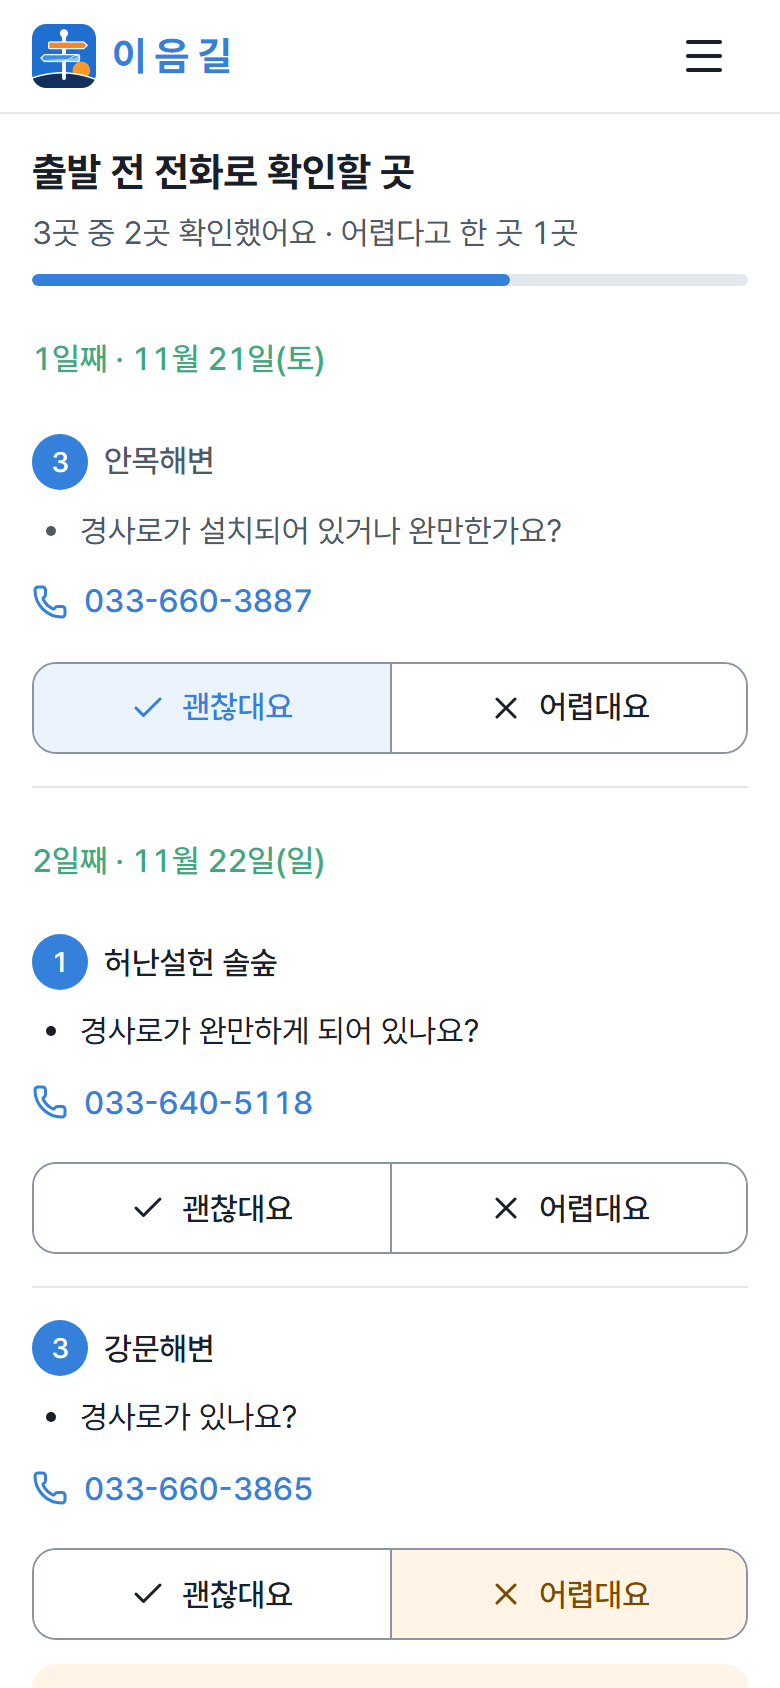 이음길
출발 전 전화로 확인할 곳
3곳 중 2곳 확인했어요 · 어렵다고 한 곳 1곳
1일째 · 11월 21일(토)
3 안목해변
• 경사로가 설치되어 있거나 완만한가요?
033-660-3887
괜찮대요 어렵대요
2일째 · 11월 22일(일)
1 허난설헌 솔숲
• 경사로가 완만하게 되어 있나요?
033-640-5118
괜찮대요 어렵대요
3 강문해변
• 경사로가 있나요?
033-660-3865
괜찮대요 어렵대요